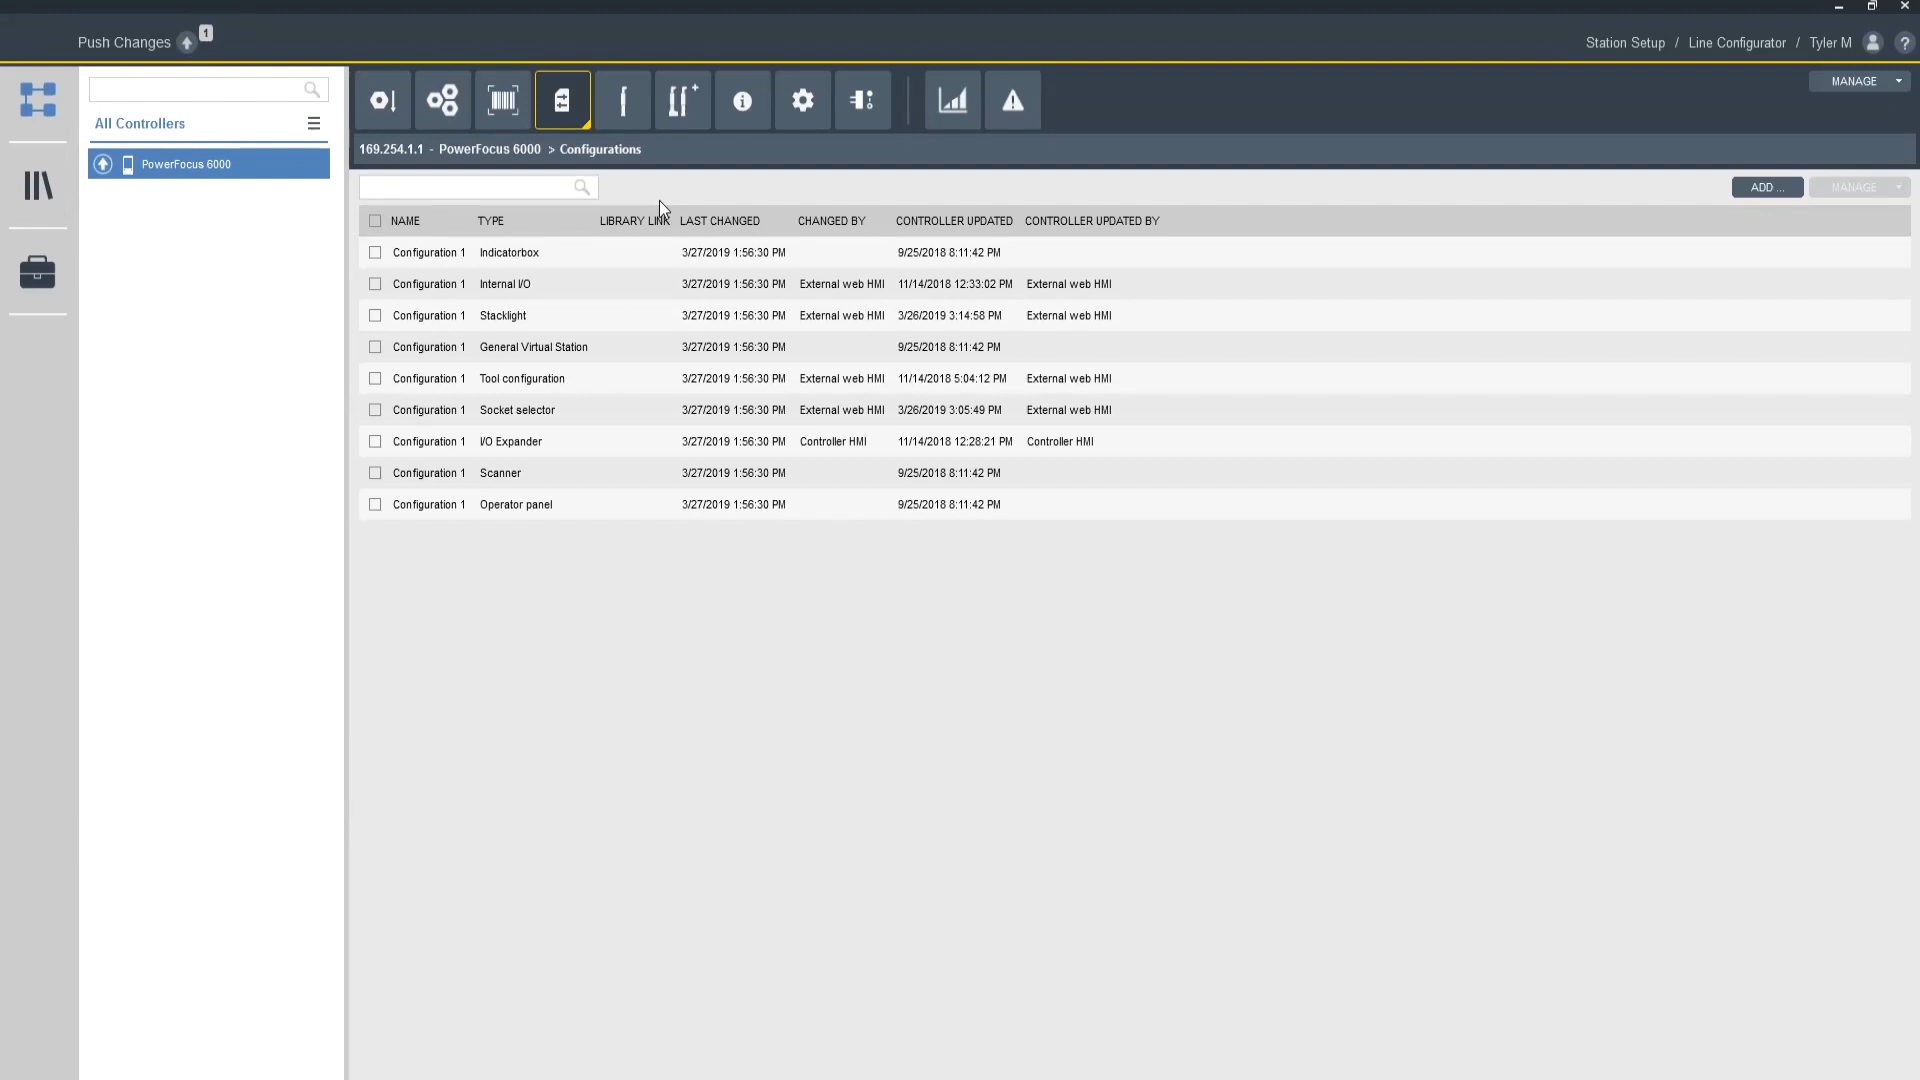 Push Changes 1
Station Setup / Line Configurator / Tyler M ?
MANAGE
All Controllers
PowerFocus 6000
169.254.1.1 - PowerFocus 6000 > Configurations
ADD ... MANAGE
NAME TYPE LIBRARY LINK LAST CHANGED CHANGED BY CONTROLLER UPDATED CONTROLLER UPDATED BY
Configuration 1 Indicatorbox 3/27/2019 1:56:30 PM 9/25/2018 8:11:42 PM
Configuration 1 Internal I/O 3/27/2019 1:56:30 PM External web HMI 11/14/2018 12:33:02 PM External web HMI
Configuration 1 Stacklight 3/27/2019 1:56:30 PM External web HMI 3/26/2019 3:14:58 PM External web HMI
Configuration 1 General Virtual Station 3/27/2019 1:56:30 PM 9/25/2018 8:11:42 PM
Configuration 1 Tool configuration 3/27/2019 1:56:30 PM External web HMI 11/14/2018 5:04:12 PM External web HMI
Configuration 1 Socket selector 3/27/2019 1:56:30 PM External web HMI 3/26/2019 3:05:49 PM External web HMI
Configuration 1 I/O Expander 3/27/2019 1:56:30 PM Controller HMI 11/14/2018 12:28:21 PM Controller HMI
Configuration 1 Scanner 3/27/2019 1:56:30 PM 9/25/2018 8:11:42 PM
Configuration 1 Operator panel 3/27/2019 1:56:30 PM 9/25/2018 8:11:42 PM